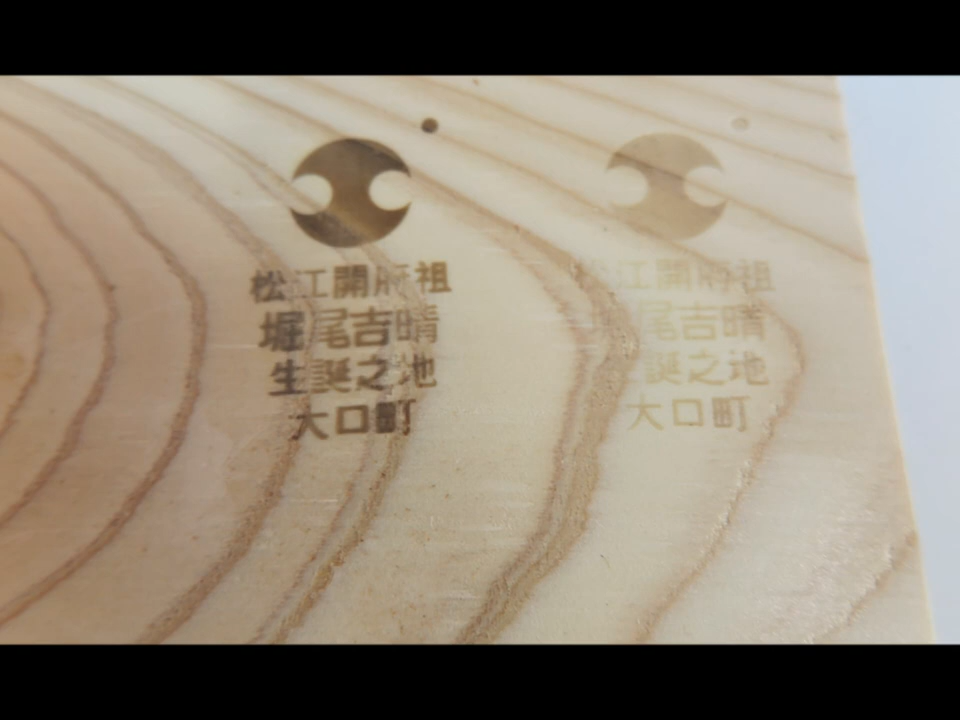 松江開府祖
堀尾吉晴
生誕之地
大口町
江開府祖
尾吉晴
誕之地
大口町